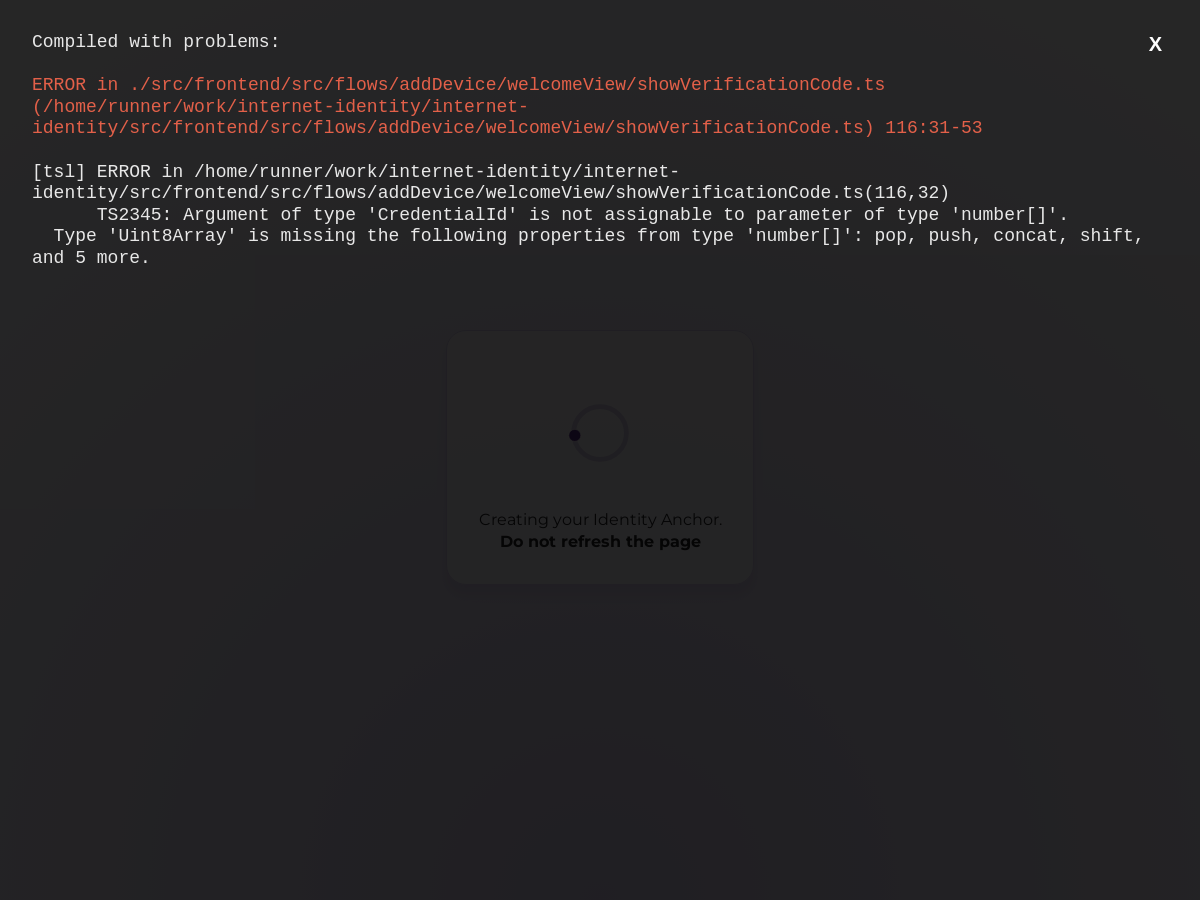 Compiled with problems:
X
ERROR in ./src/frontend/src/flows/addDevice/welcomeView/showVerificationCode.ts
(/home/runner/work/internet-identity/internet-
identity/src/frontend/src/flows/addDevice/welcomeView/showVerificationCode.ts) 116:31-53
[tsl] ERROR in /home/runner/work/internet-identity/internet-
identity/src/frontend/src/flows/addDevice/welcomeView/showVerificationCode.ts(116,32)
TS2345: Argument of type 'CredentialId' is not assignable to parameter of type 'number[]'.
Type 'Uint8Array' is missing the following properties from type 'number[]': pop, push, concat, shift,
and 5 more.
Creating your Identity Anchor.
Do not refresh the page